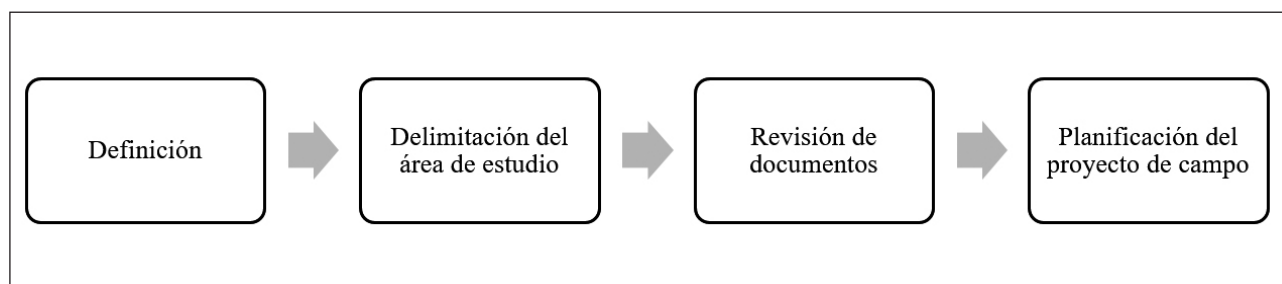 Definición
Delimitación del
área de estudio
Revisión de
documentos
Planificación del
proyecto de campo